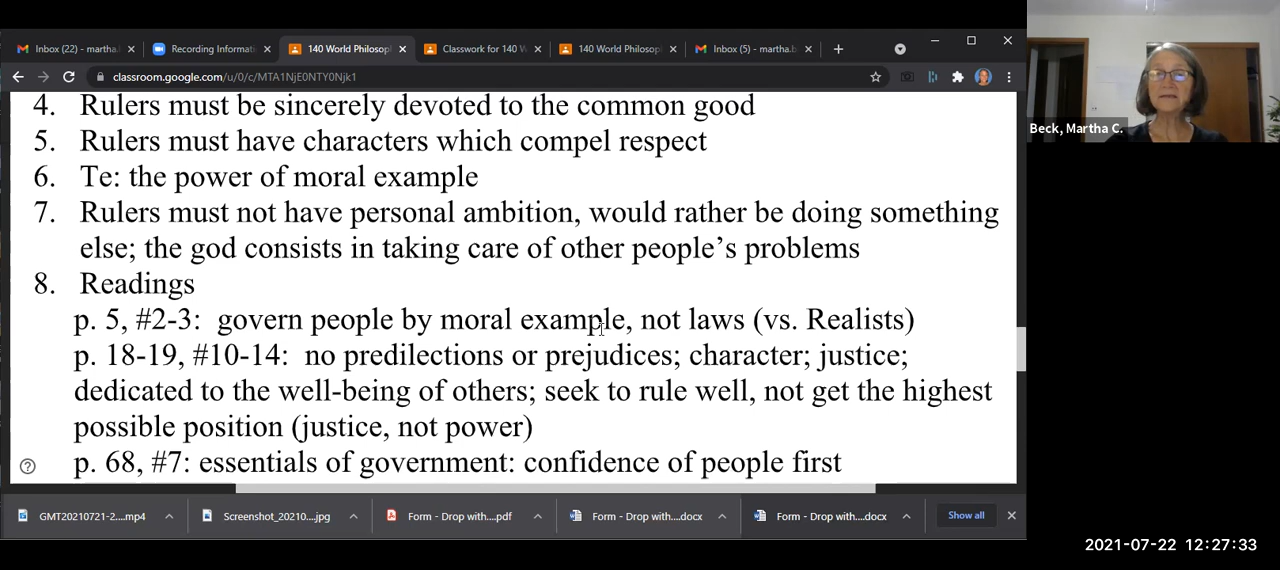 Inbox (22) - martha.
Recording Informati
140 World Philosop
Classwork for 140 W
140 World Philosop
Inbox (5) - martha.b
classroom.google.com/u/0/c/MTA1NjE0NTY0Njk1
4. Rulers must be sincerely devoted to the common good
5. Rulers must have characters which compel respect
6. Te: the power of moral example
7. Rulers must not have personal ambition, would rather be doing something
else; the god consists in taking care of other people's problems
8. Readings
p. 5, #2-3: govern people by moral example, not laws (vs. Realists)
p. 18-19, #10-14: no predilections or prejudices; character; justice;
dedicated to the well-being of others; seek to rule well, not get the highest
possible position (justice, not power)
p. 68, #7: essentials of government: confidence of people first
GMT20210721-2....mp4
Screenshot_20210....jpg
Form - Drop with....pdf
Form - Drop with....docx
Form - Drop with....docx
Show all
Beck, Martha C.
2021-07-22 12:27:33